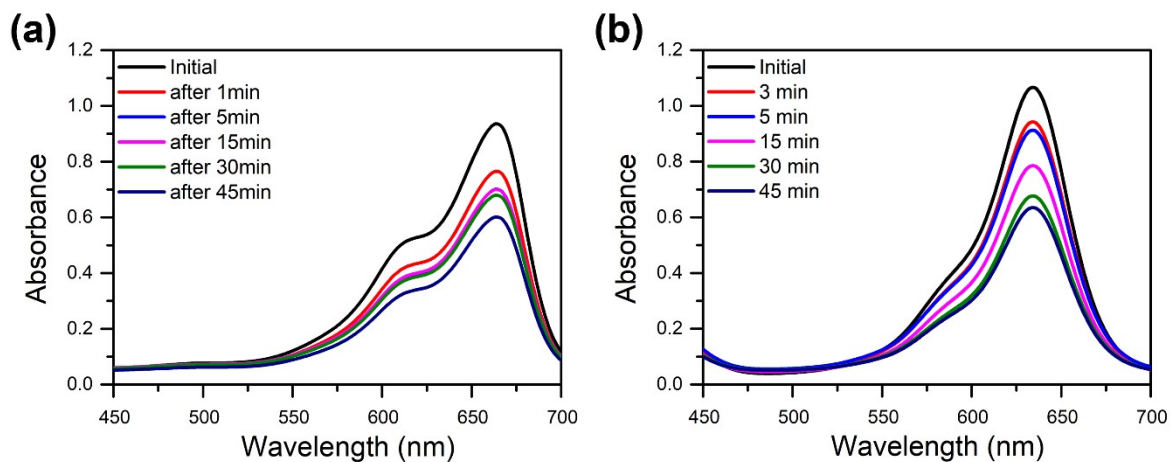 (a)
1.2
1.0
0.8
0.6
0.4
0.2
0.0
Absorbance
Initial
after 1min
after 5min
after 15min
after 30min
after 45min
450 500 550 600 650 700
Wavelength (nm)
(b)
1.2
1.0
0.8
0.6
0.4
0.2
0.0
Absorbance
Initial
3 min
5 min
15 min
30 min
45 min
450 500 550 600 650 700
Wavelength (nm)